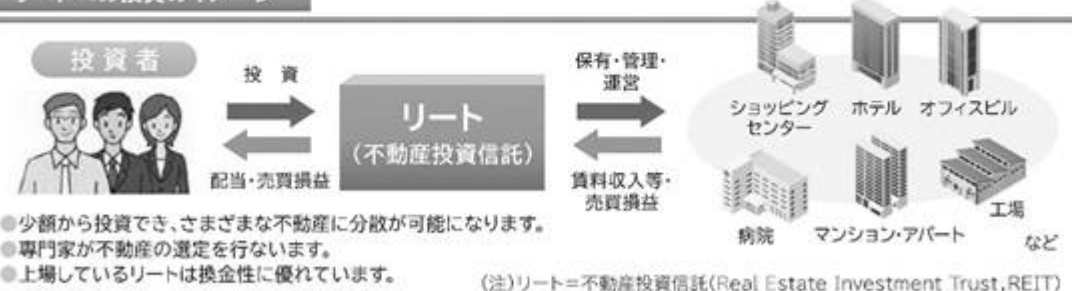 投資者
投 資
配当・売買損益
リート
(不動産投資信託)
保有・管理・
運営
賃料収入等・
売買損益
ショッピング
センター
ホテル
オフィスビル
病院
マンション・アパート
工場
など
●少額から投資でき、さまざまな不動産に分散が可能になります。
●専門家が不動産の選定を行ないます。
●上場しているリートは換金性に優れています。
(注)リート=不動産投資信託(Real Estate Investment Trust,REIT)